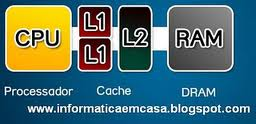 CPU
L1
L1
L2
RAM
Processador
Cache
DRAM
www.informaticaemcasa.blogspot.com